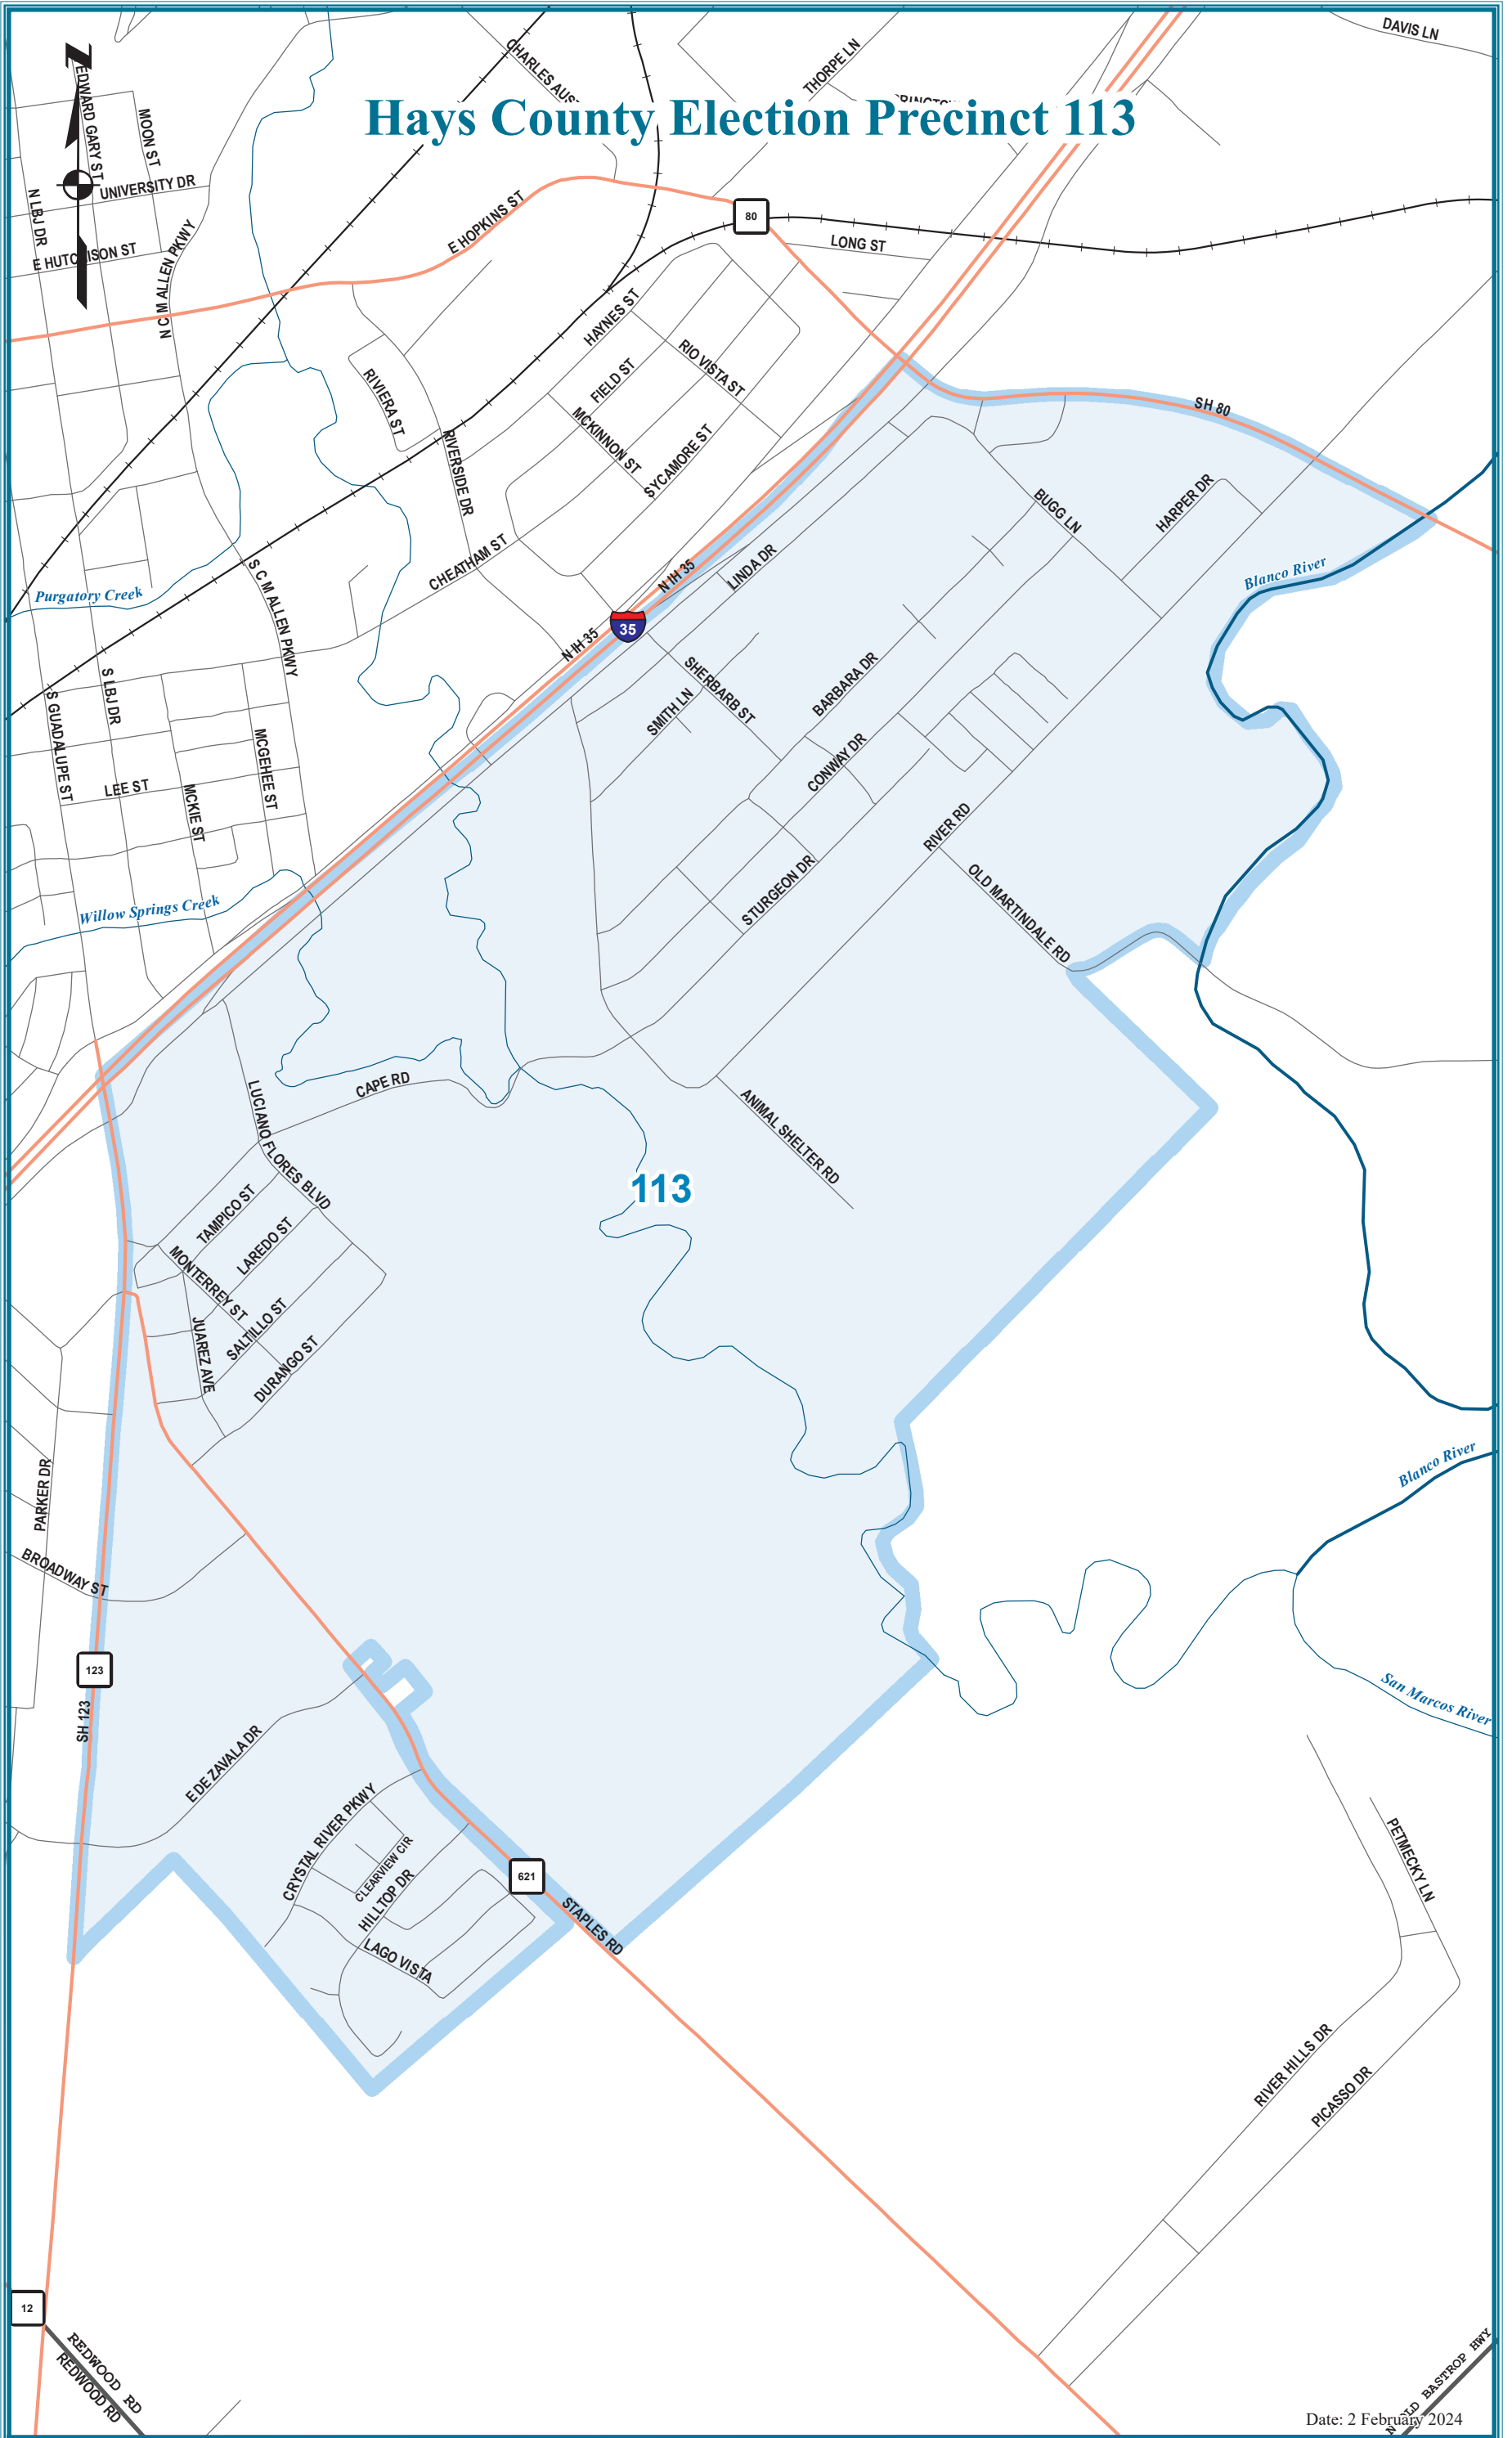 DAVIS LN
CHARLES AUS
THORPE LN
Hays County Election Precinct 113
Z
EDWARD GARY ST
MOON ST
UNIVERSITY DR
N LBJ DR
E HUTCHISON ST
N C M ALLEN PKWY
E HOPKINS ST
80
LONG ST
HAYNES ST
RIO VISTA ST
FIELD ST
RIVIERA ST
MCKINNON ST
SYCAMORE ST
RIVERSIDE DR
SH 80
BUGG LN
HARPER DR
CHEATHAM ST
LINDA DR
N IH 35
Blanco River
Purgatory Creek
S C M ALLEN PKWY
35
N IH 35
S GUADALUPE ST
S LBJ DR
SHERBARB ST
SMITH LN
BARBARA DR
MCGEHEE ST
CONWAY DR
LEE ST
MCKIE ST
RIVER RD
STURGEON DR
OLD MARTINDALE RD
Willow Springs Creek
CAPE RD
LUCIANO FLORES BLVD
ANIMAL SHELTER RD
113
TAMPICO ST
LAREDO ST
MONTERREY ST
SALTILLO ST
JUAREZ AVE
DURANGO ST
PARKER DR
BROADWAY ST
Blanco River
123
SH 123
San Marcos River
E DE ZAVALA DR
CRYSTAL RIVER PKWY
CLEARVIEW CIR
HILLTOP DR
621
STAPLES RD
LAGO VISTA
PETMECKY LN
RIVER HILLS DR
PICASSO DR
12
REDWOOD RD
REDWOOD RD
N OLD BASTROP HWY
Date: 2 February 2024